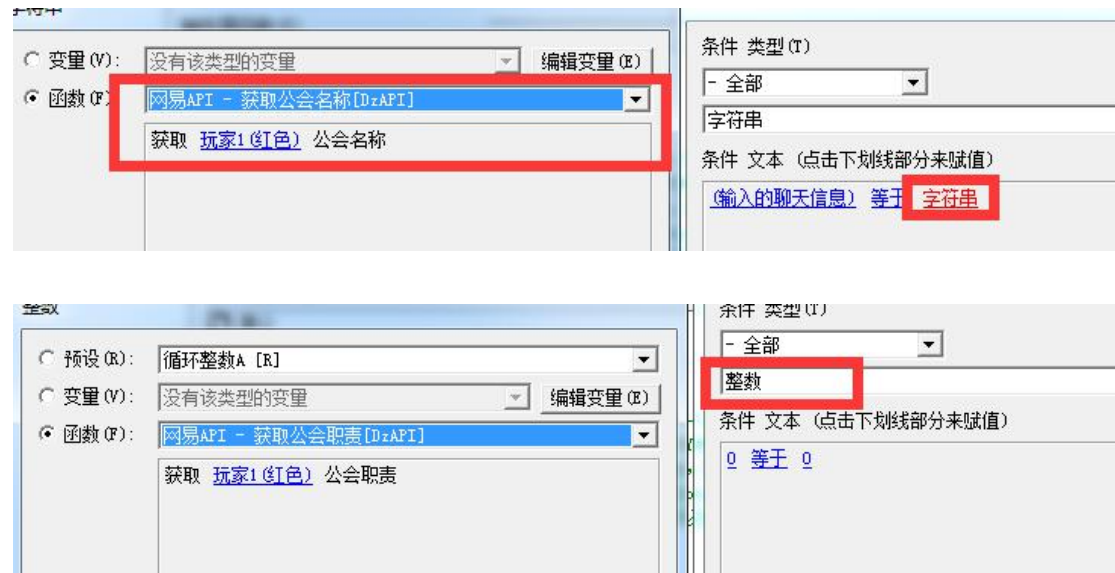 字符串
变量(V):
没有该类型的变量
编辑变量(E)
函数(F)
网易API - 获取公会名称[DzAPI]
获取 玩家1(红色) 公会名称
条件 类型(T)
- 全部
字符串
条件 文本 (点击下划线部分来赋值)
(输入的聊天信息) 等于 字符串
整数
预设(R):
循环整数A [R]
变量(V):
没有该类型的变量
编辑变量(E)
函数(F):
网易API - 获取公会职责[DzAPI]
获取 玩家1(红色) 公会职责
条件 类型(T)
- 全部
整数
条件 文本 (点击下划线部分来赋值)
0 等于 0